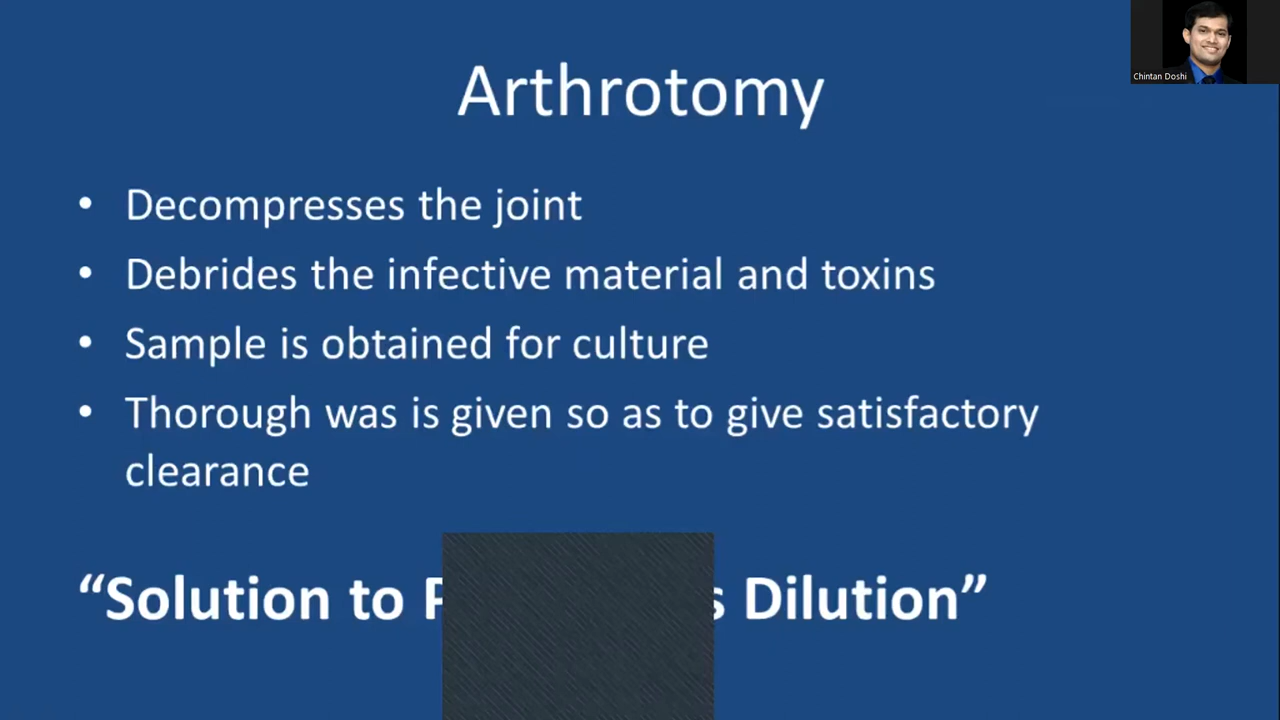 Chintan Doshi
Arthrotomy
• Decompresses the joint
• Debrides the infective material and toxins
• Sample is obtained for culture
• Thorough was is given so as to give satisfactory
clearance
“Solution to Dilution”